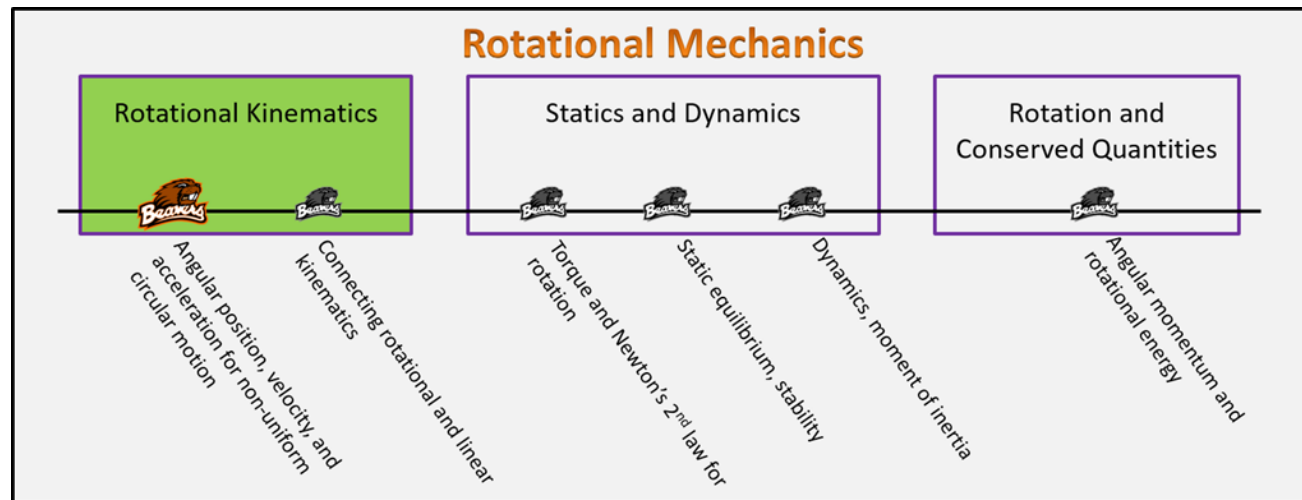 Rotational Mechanics
Rotational Kinematics
Statics and Dynamics
Rotation and
Conserved Quantities
Beavers
Beavers
Beavers
Beavers
Beavers
Beavers
Angular position, velocity, and
acceleration for non-uniform
circular motion
Connecting rotational and linear
kinematics
Torque and Newton's 2nd law for
rotation
Static equilibrium, stability
Dynamics, moment of inertia
Angular momentum and
rotational energy